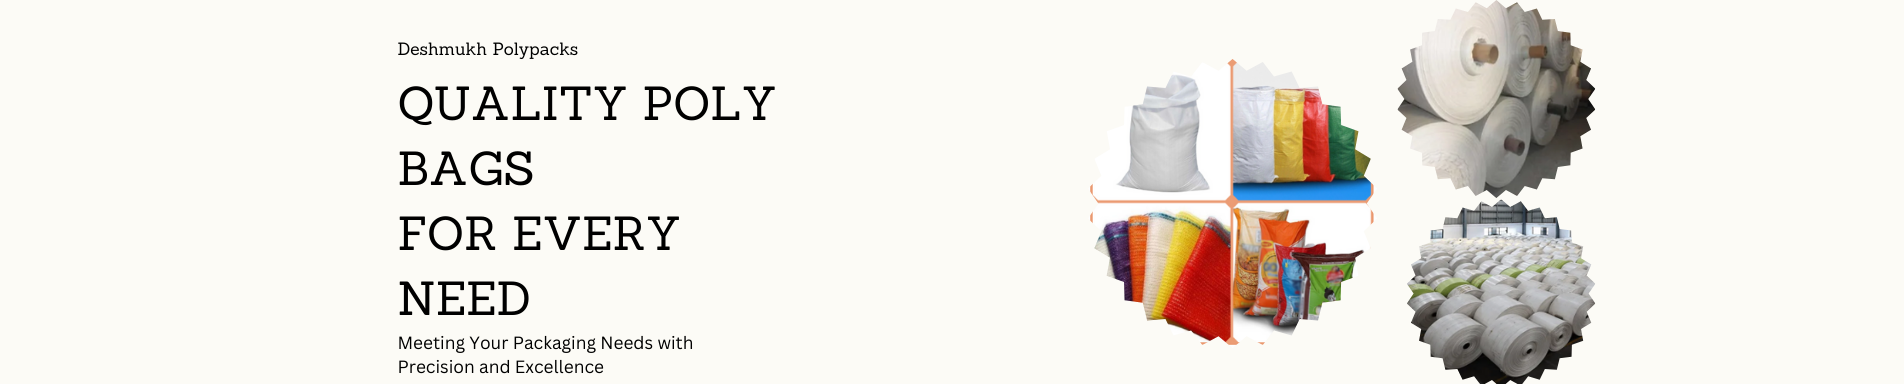 Deshmukh Polypacks
QUALITY POLY
BAGS
FOR EVERY
NEED
Meeting Your Packaging Needs with
Precision and Excellence